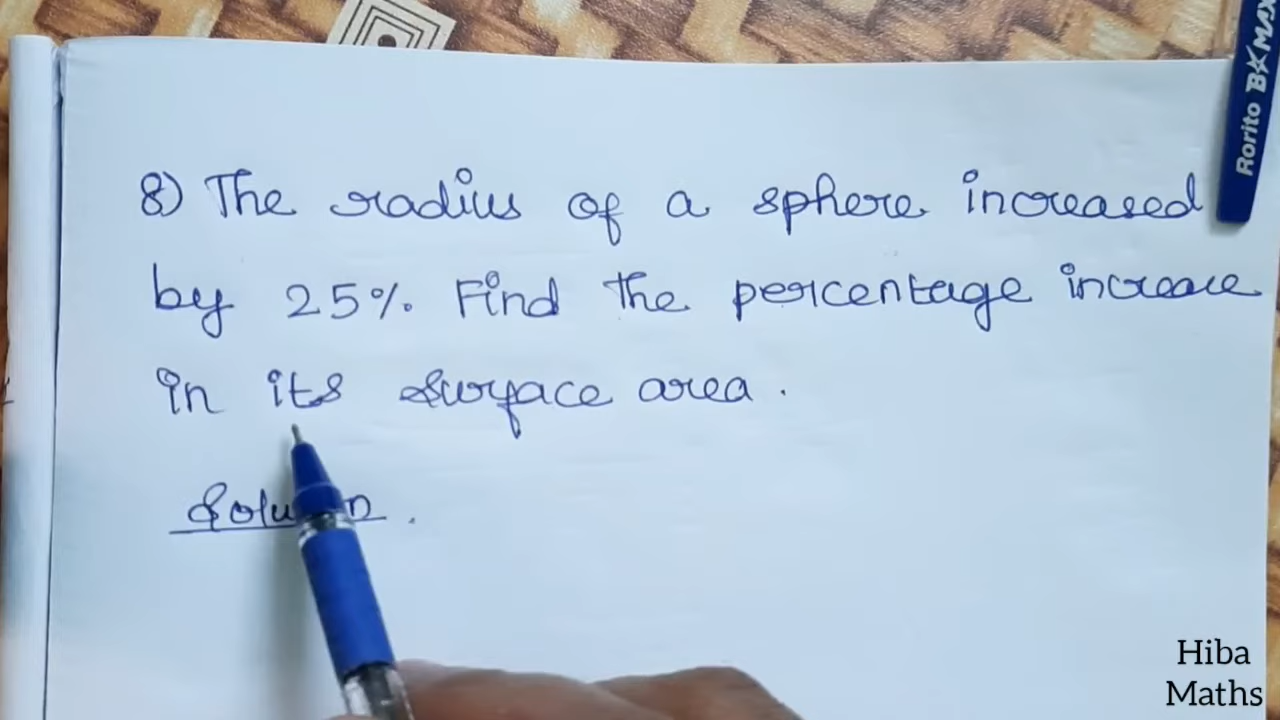 8) The radius of a sphere increased
by 25%. Find the percentage increase
in its surface area.
Solution.
Rorito
Hiba
Maths